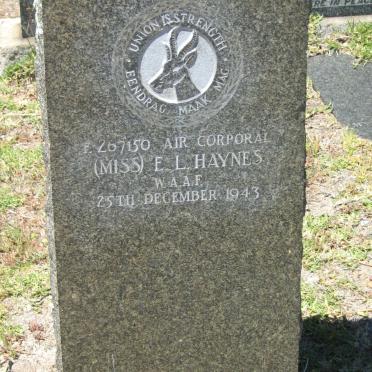 UNION IS STRENGTH
EENDRAG MAAK MAG
F 267150 AIR CORPORAL
(MISS) E. L. HAYNES
W.A.A.F.
25TH DECEMBER 1943